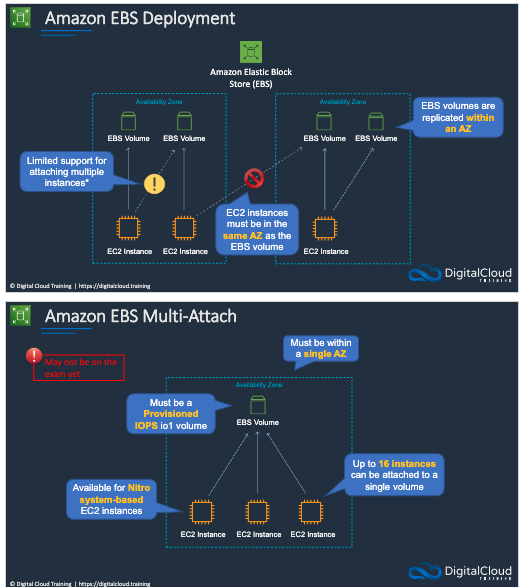 Amazon EBS Deployment
Amazon Elastic Block
Store (EBS)
Availability Zone
Availability Zone
EBS Volume
EBS Volume
EBS Volume
EBS Volume
EBS volumes are
replicated within
an AZ
Limited support for
attaching multiple
instances*
EC2 instances
must be in the
same AZ as the
EBS volume
EC2 Instance
EC2 Instance
EC2 Instance
© Digital Cloud Training | https://digitalcloud.training
DigitalCloud
TRAINING
Amazon EBS Multi-Attach
May not be on the
exam yet
Must be within
a single AZ
Availability Zone
Must be a
Provisioned
IOPS io1 volume
EBS Volume
Available for Nitro
system-based
EC2 instances
Up to 16 instances
can be attached to a
single volume
EC2 Instance
EC2 Instance
EC2 Instance
© Digital Cloud Training | https://digitalcloud.training
DigitalCloud
TRAINING